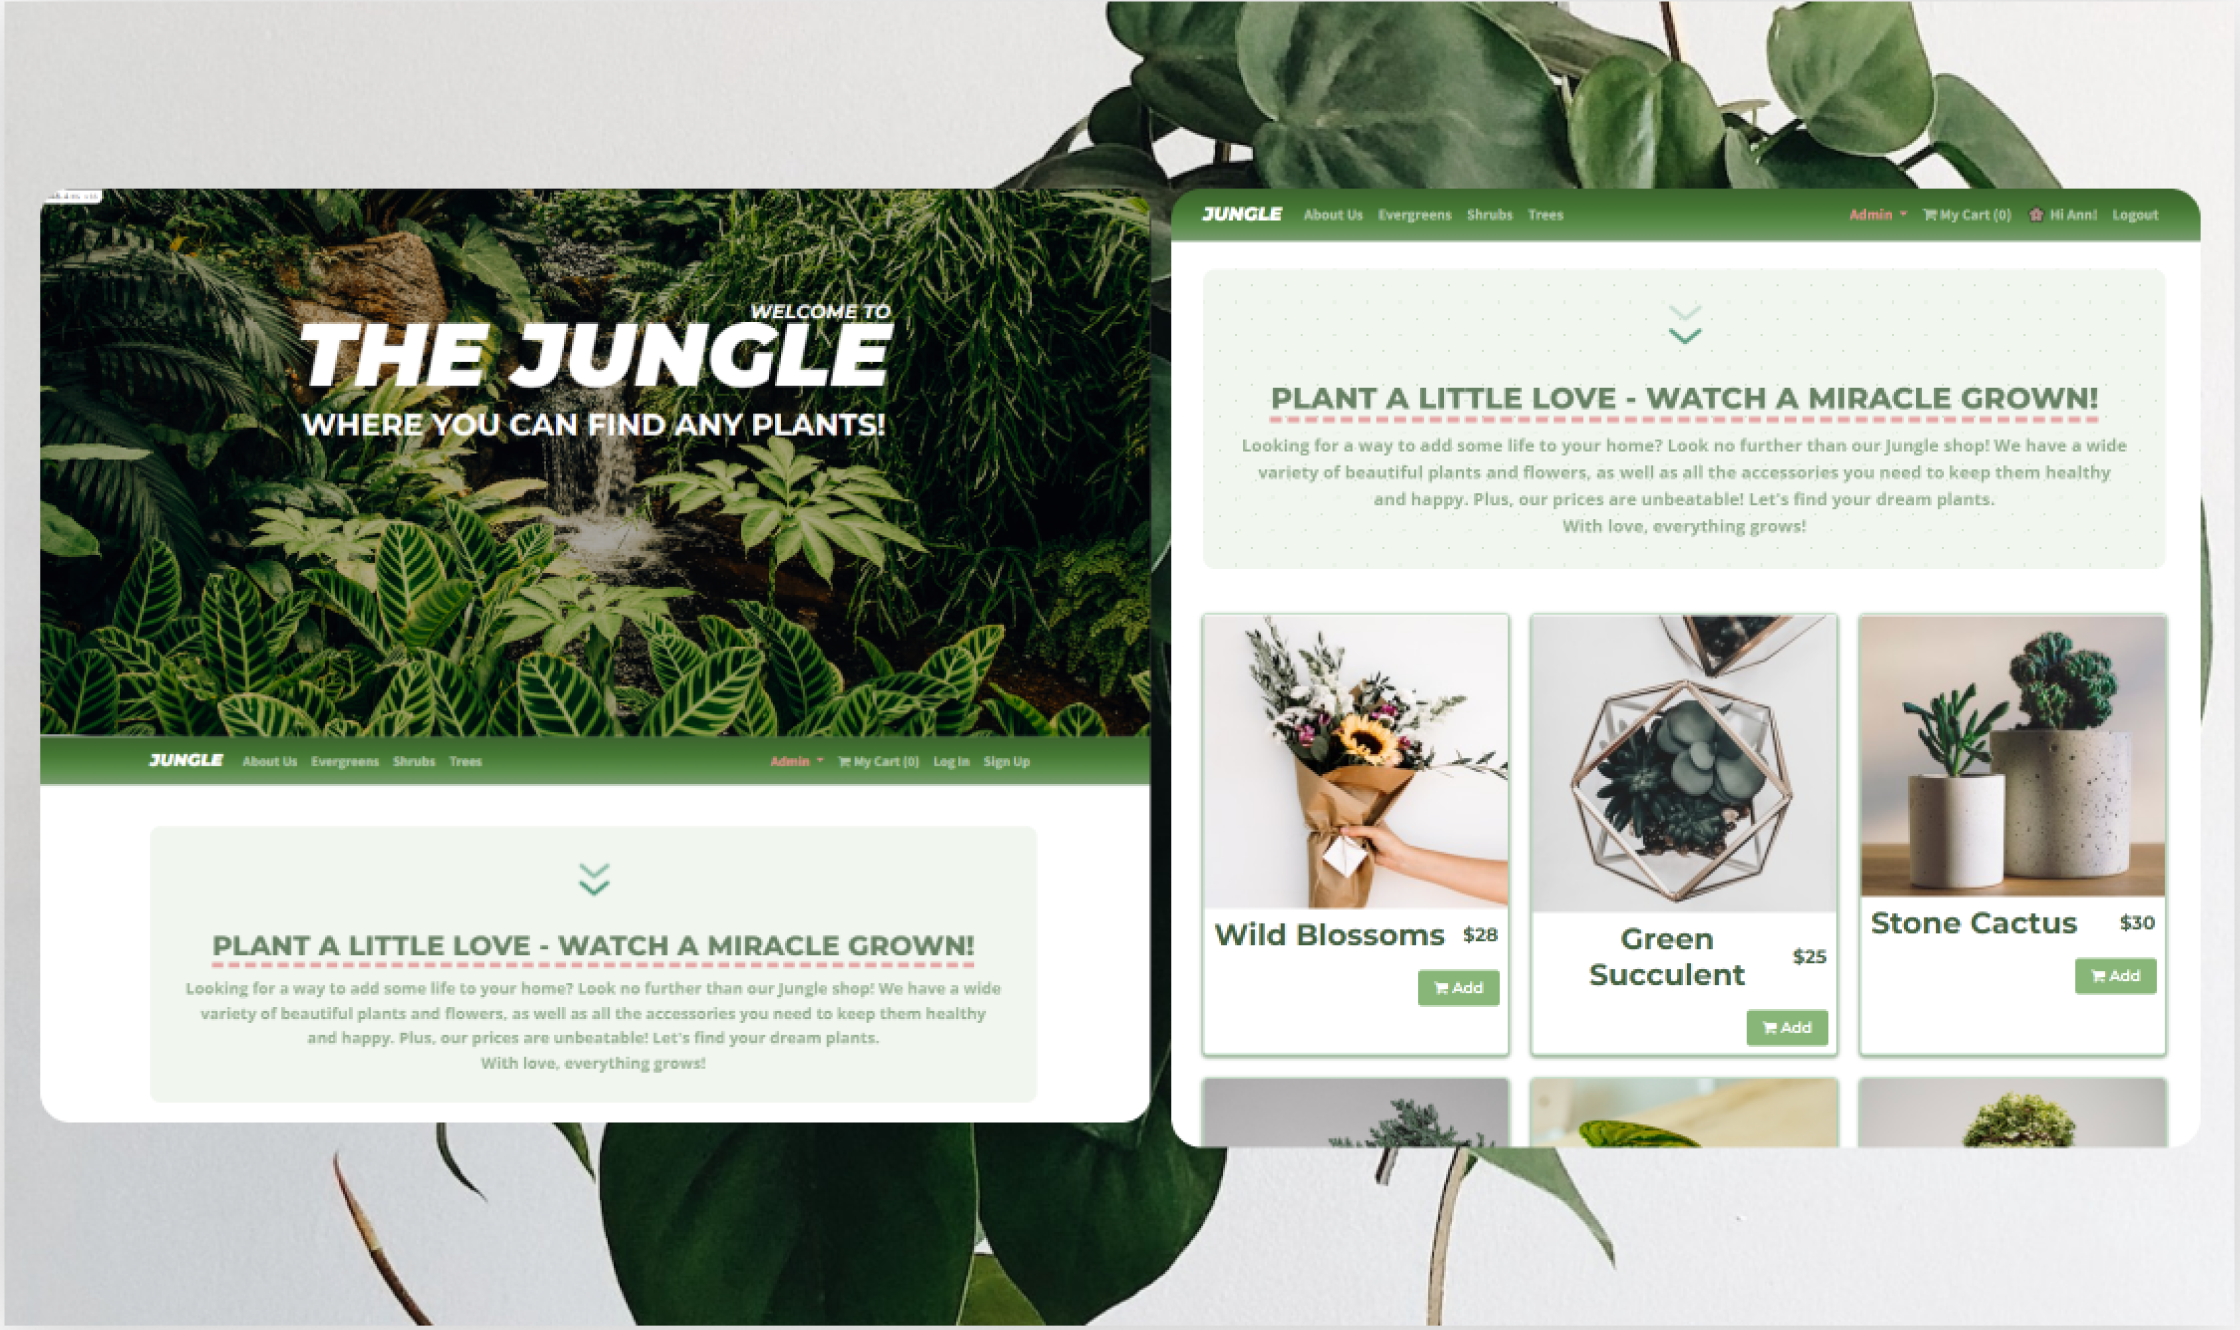 WELCOME TO
THE JUNGLE
WHERE YOU CAN FIND ANY PLANTS!
JUNGLE About Us Evergreens Shrubs Trees Admin My Cart (0) Log In Sign Up
PLANT A LITTLE LOVE - WATCH A MIRACLE GROWN!
Looking for a way to add some life to your home? Look no further than our Jungle shop! We have a wide
variety of beautiful plants and flowers, as well as all the accessories you need to keep them healthy
and happy. Plus, our prices are unbeatable! Let's find your dream plants.
With love, everything grows!
JUNGLE About Us Evergreens Shrubs Trees Admin My Cart (0) Hi Ann! Logout
PLANT A LITTLE LOVE - WATCH A MIRACLE GROWN!
Looking for a way to add some life to your home? Look no further than our Jungle shop! We have a wide
variety of beautiful plants and flowers, as well as all the accessories you need to keep them healthy
and happy. Plus, our prices are unbeatable! Let's find your dream plants.
With love, everything grows!
Wild Blossoms $28
Add
Green
Succulent $25
Add
Stone Cactus $30
Add